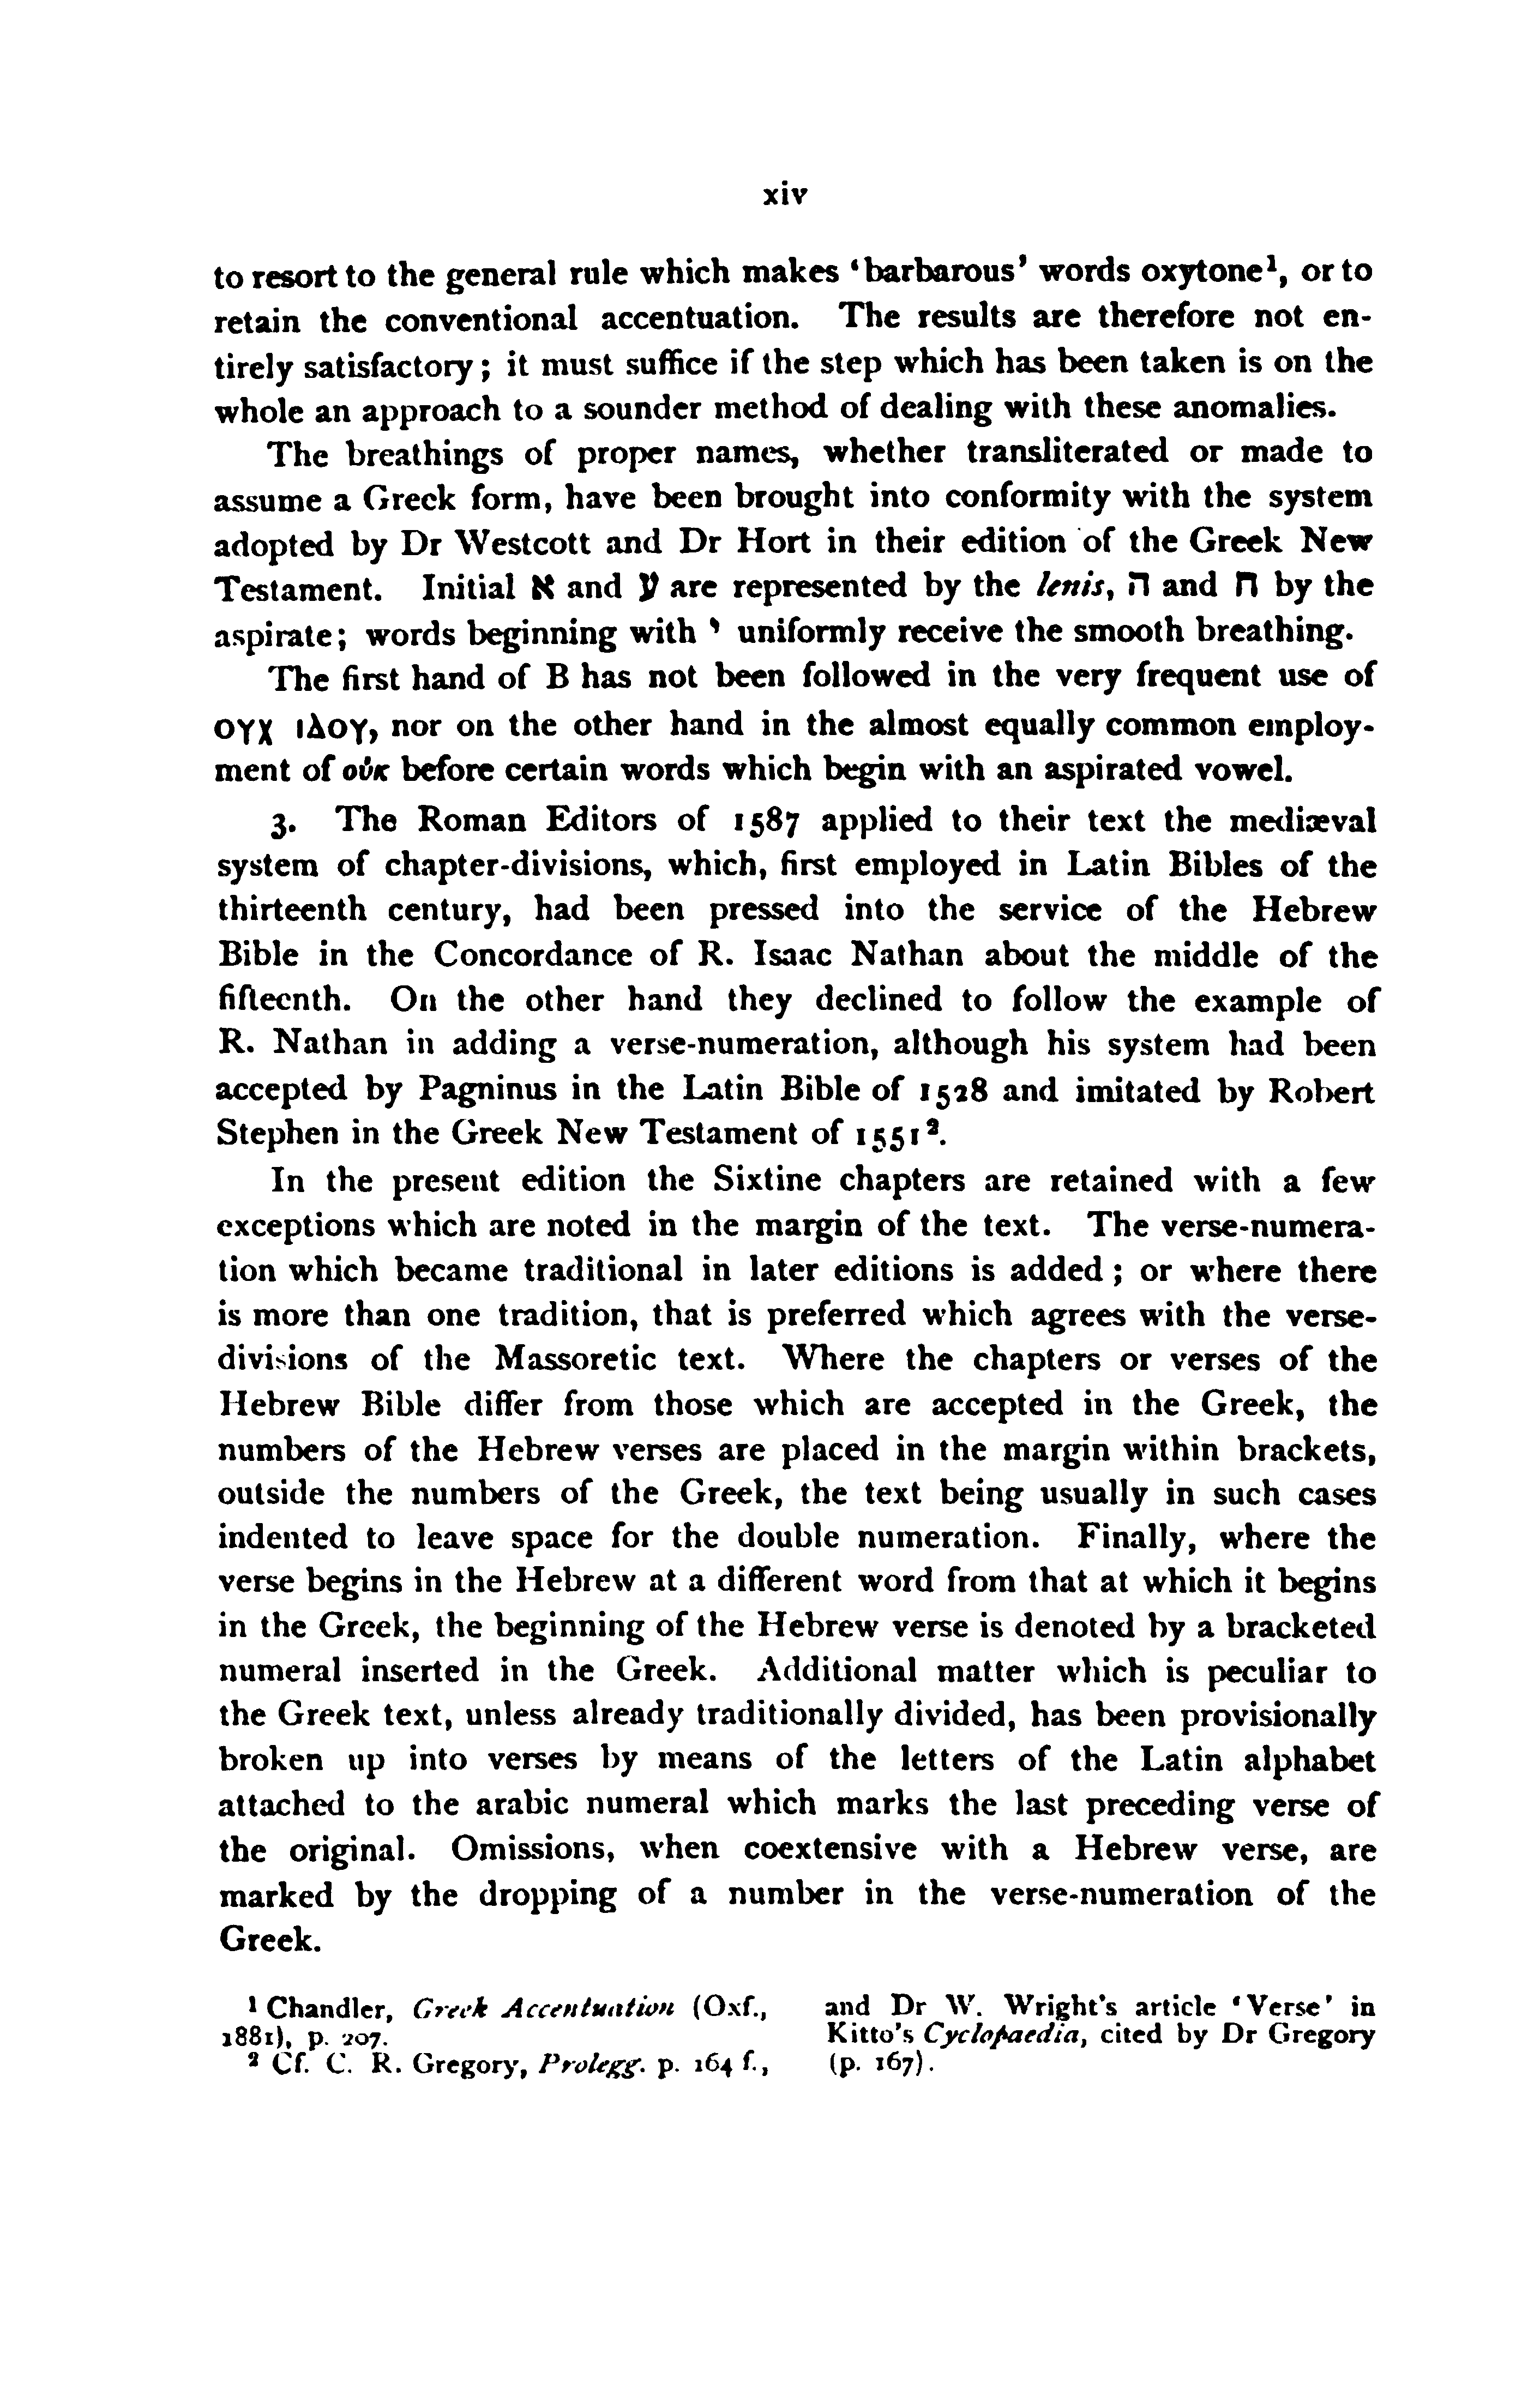 xiv
to resort to the general rule which makes ‘barbarous’ words oxytone¹, or to
retain the conventional accentuation. The results are therefore not en-
tirely satisfactory; it must suffice if the step which has been taken is on the
whole an approach to a sounder method of dealing with these anomalies.
The breathings of proper names, whether transliterated or made to
assume a Greek form, have been brought into conformity with the system
adopted by Dr Westcott and Dr Hort in their edition of the Greek New
Testament. Initial א and ע are represented by the lenis, ה and ח by the
aspirate; words beginning with י uniformly receive the smooth breathing.
The first hand of B has not been followed in the very frequent use of
ΟΥΧ ΙΔΟΥ, nor on the other hand in the almost equally common employ-
ment of οὐκ before certain words which begin with an aspirated vowel.
3. The Roman Editors of 1587 applied to their text the mediæval
system of chapter-divisions, which, first employed in Latin Bibles of the
thirteenth century, had been pressed into the service of the Hebrew
Bible in the Concordance of R. Isaac Nathan about the middle of the
fifteenth. On the other hand they declined to follow the example of
R. Nathan in adding a verse-numeration, although his system had been
accepted by Pagninus in the Latin Bible of 1528 and imitated by Robert
Stephen in the Greek New Testament of 1551².
In the present edition the Sixtine chapters are retained with a few
exceptions which are noted in the margin of the text. The verse-numera-
tion which became traditional in later editions is added; or where there
is more than one tradition, that is preferred which agrees with the verse-
divisions of the Massoretic text. Where the chapters or verses of the
Hebrew Bible differ from those which are accepted in the Greek, the
numbers of the Hebrew verses are placed in the margin within brackets,
outside the numbers of the Greek, the text being usually in such cases
indented to leave space for the double numeration. Finally, where the
verse begins in the Hebrew at a different word from that at which it begins
in the Greek, the beginning of the Hebrew verse is denoted by a bracketed
numeral inserted in the Greek. Additional matter which is peculiar to
the Greek text, unless already traditionally divided, has been provisionally
broken up into verses by means of the letters of the Latin alphabet
attached to the arabic numeral which marks the last preceding verse of
the original. Omissions, when coextensive with a Hebrew verse, are
marked by the dropping of a number in the verse-numeration of the
Greek.
¹ Chandler, Greek Accentuation (Oxf.,
1881), p. 207.
² Cf. C. R. Gregory, Prolegg. p. 164 f.,
and Dr W. Wright's article ‘Verse’ in
Kitto's Cyclopaedia, cited by Dr Gregory
(p. 167).